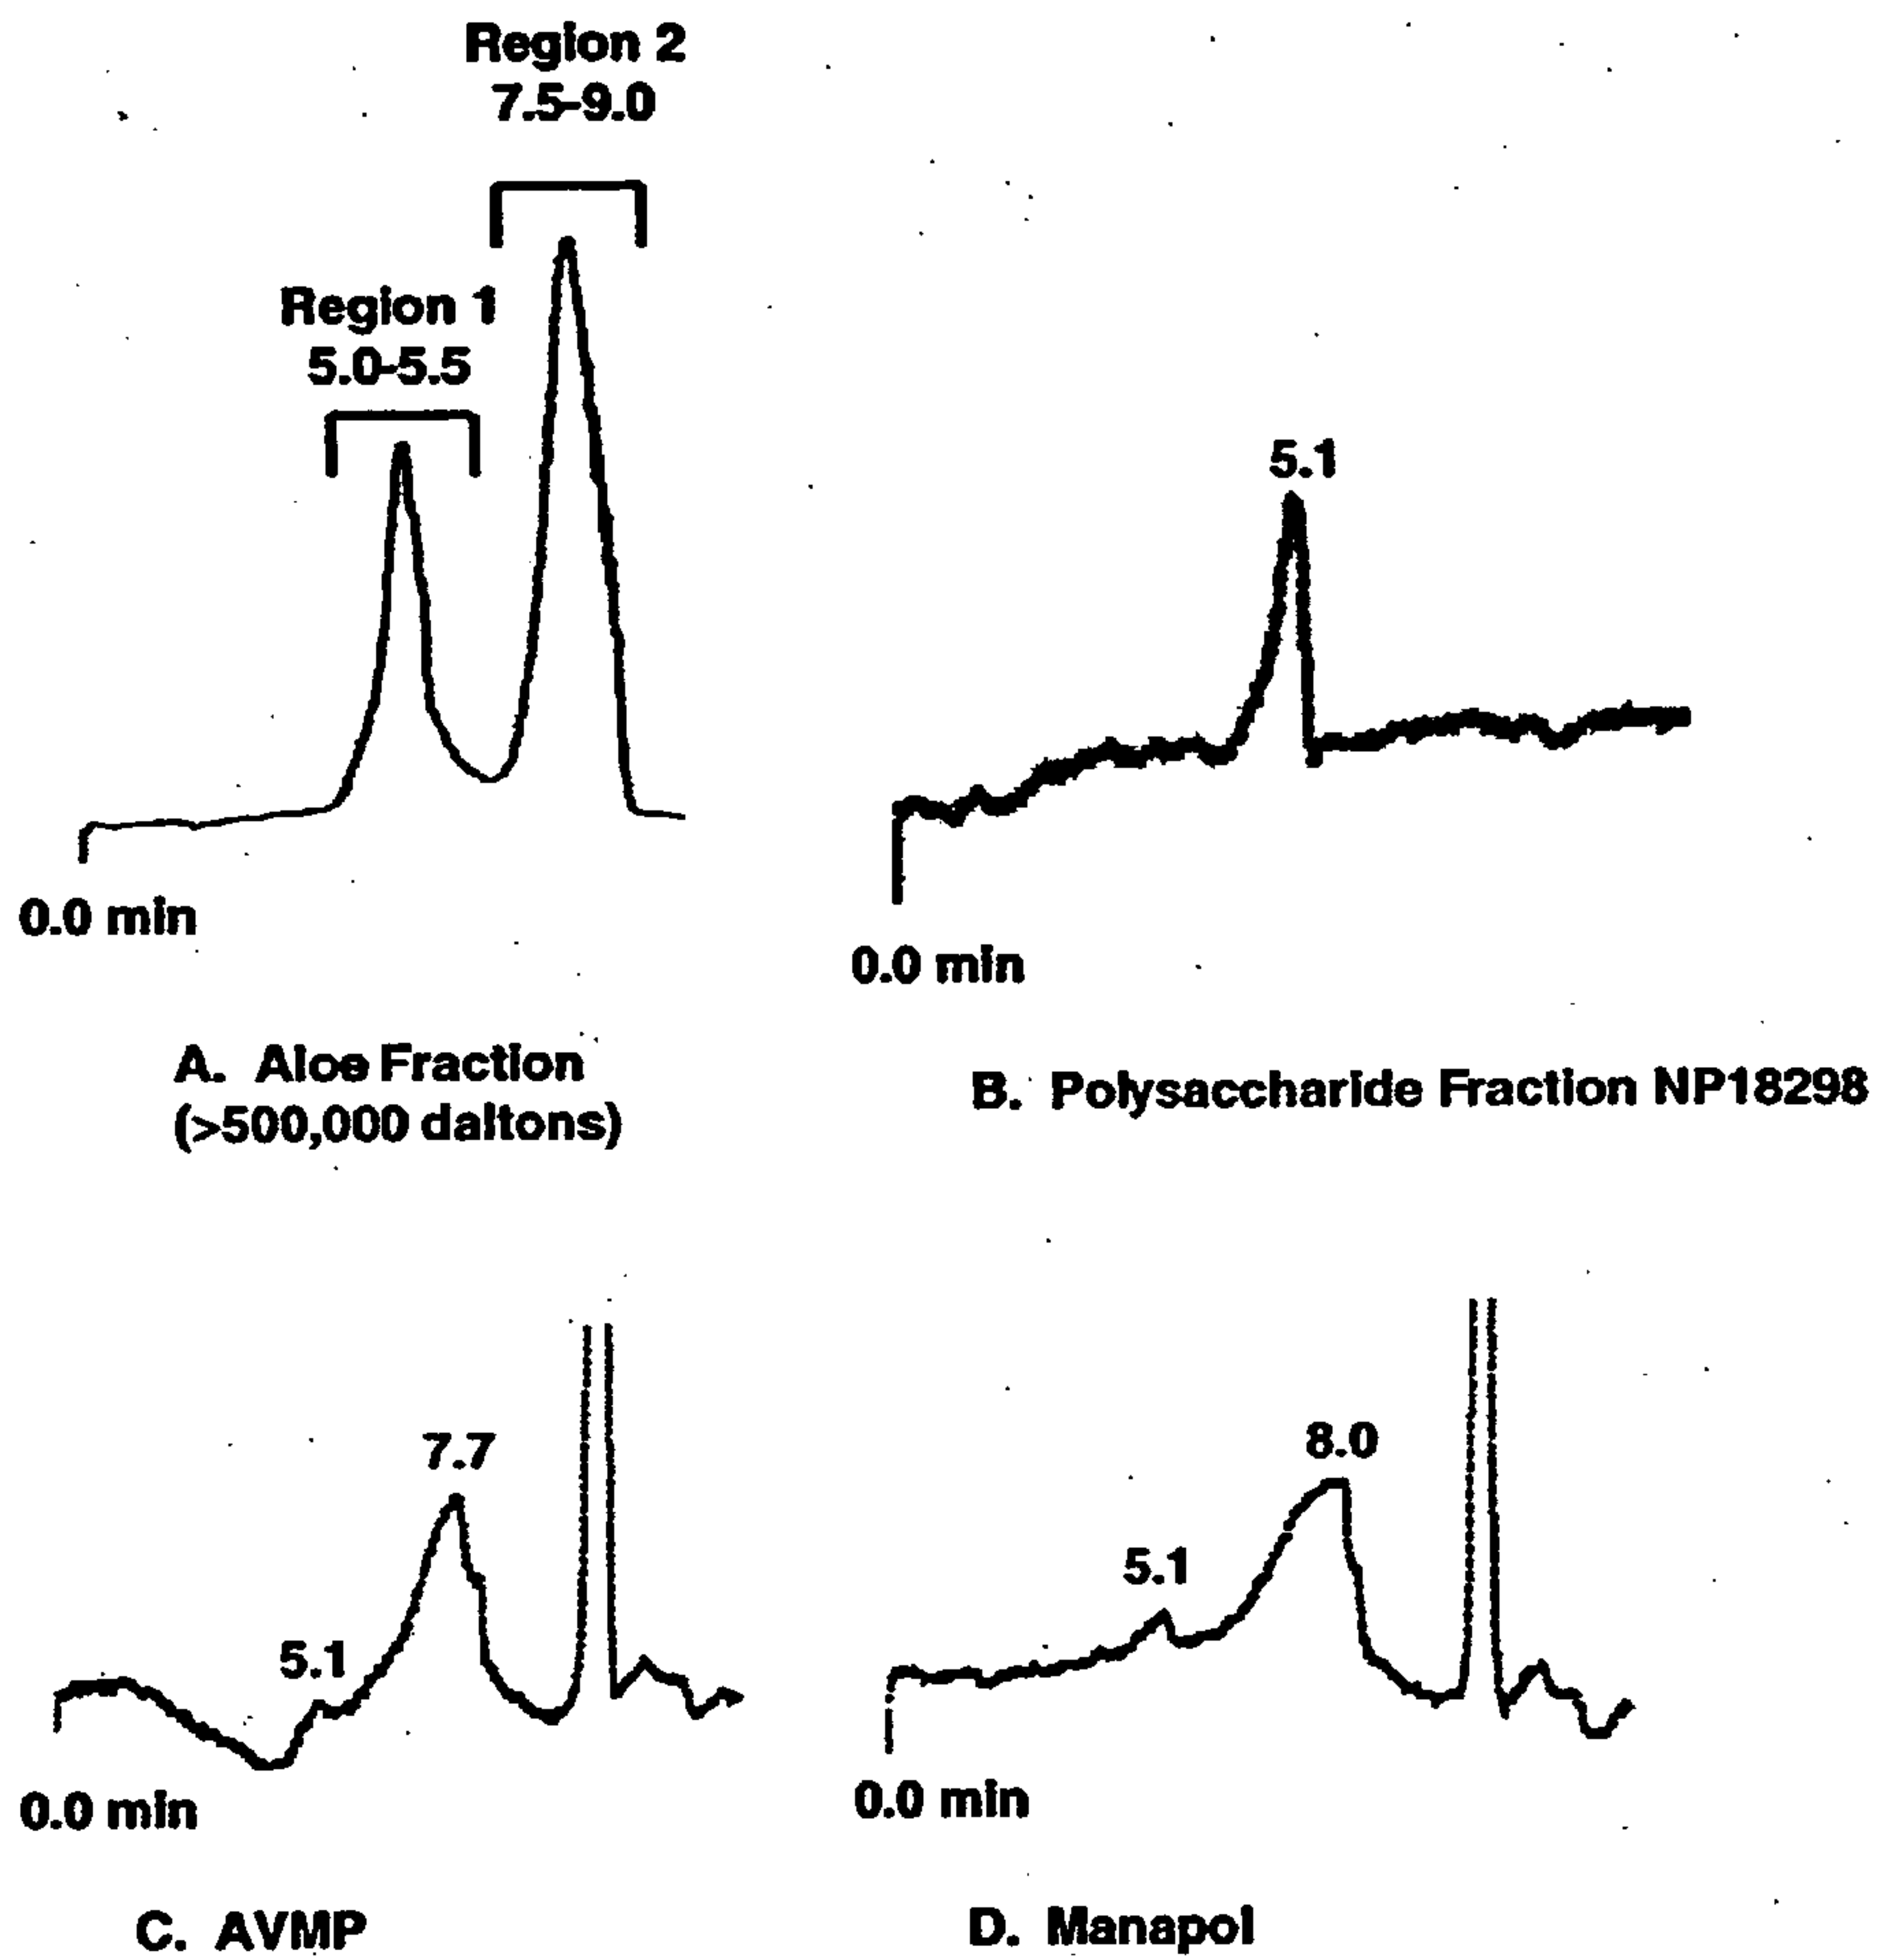 Region 2
7.5-9.0
Region 1
5.0-5.5
5.1
0.0 min
0.0 min
A. Aloe Fraction
(>500,000 daltons)
B. Polysaccharide Fraction NP18298
7.7
5.1
8.0
5.1
0.0 min
0.0 min
C. AVMP
D. Manapol